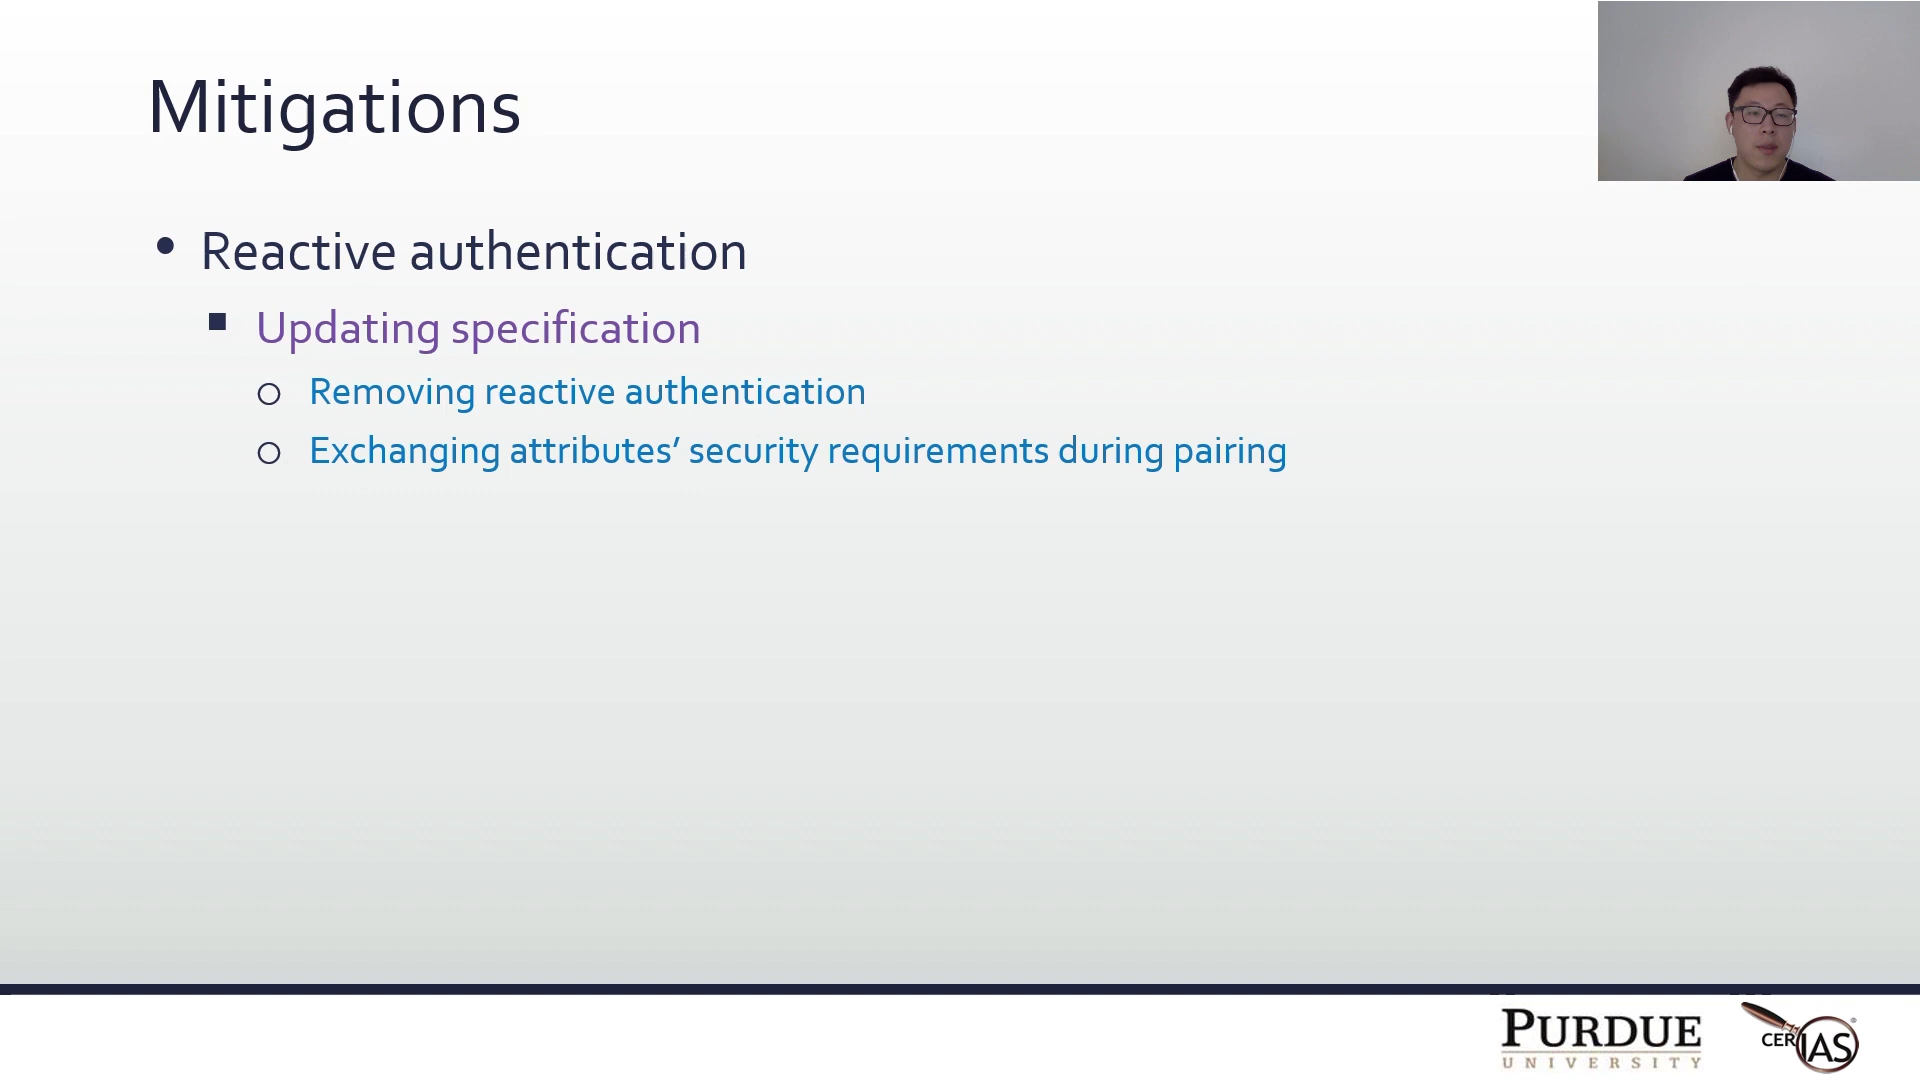 Mitigations
Reactive authentication
Updating specification
Removing reactive authentication
Exchanging attributes’ security requirements during pairing
PURDUE
UNIVERSITY
CERIAS